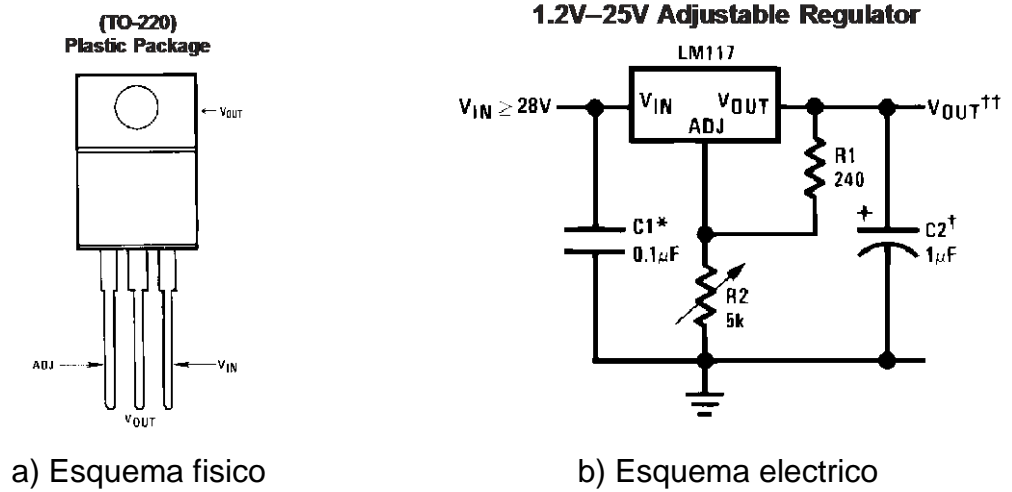 (TO-220)
Plastic Package
VOUT
ADJ
VIN
VOUT
a) Esquema fisico
1.2V–25V Adjustable Regulator
LM117
VIN ≥ 28V
VIN
VOUT
ADJ
VOUT††
R1
240
C1*
0.1μF
+
C2†
1μF
R2
5k
b) Esquema electrico